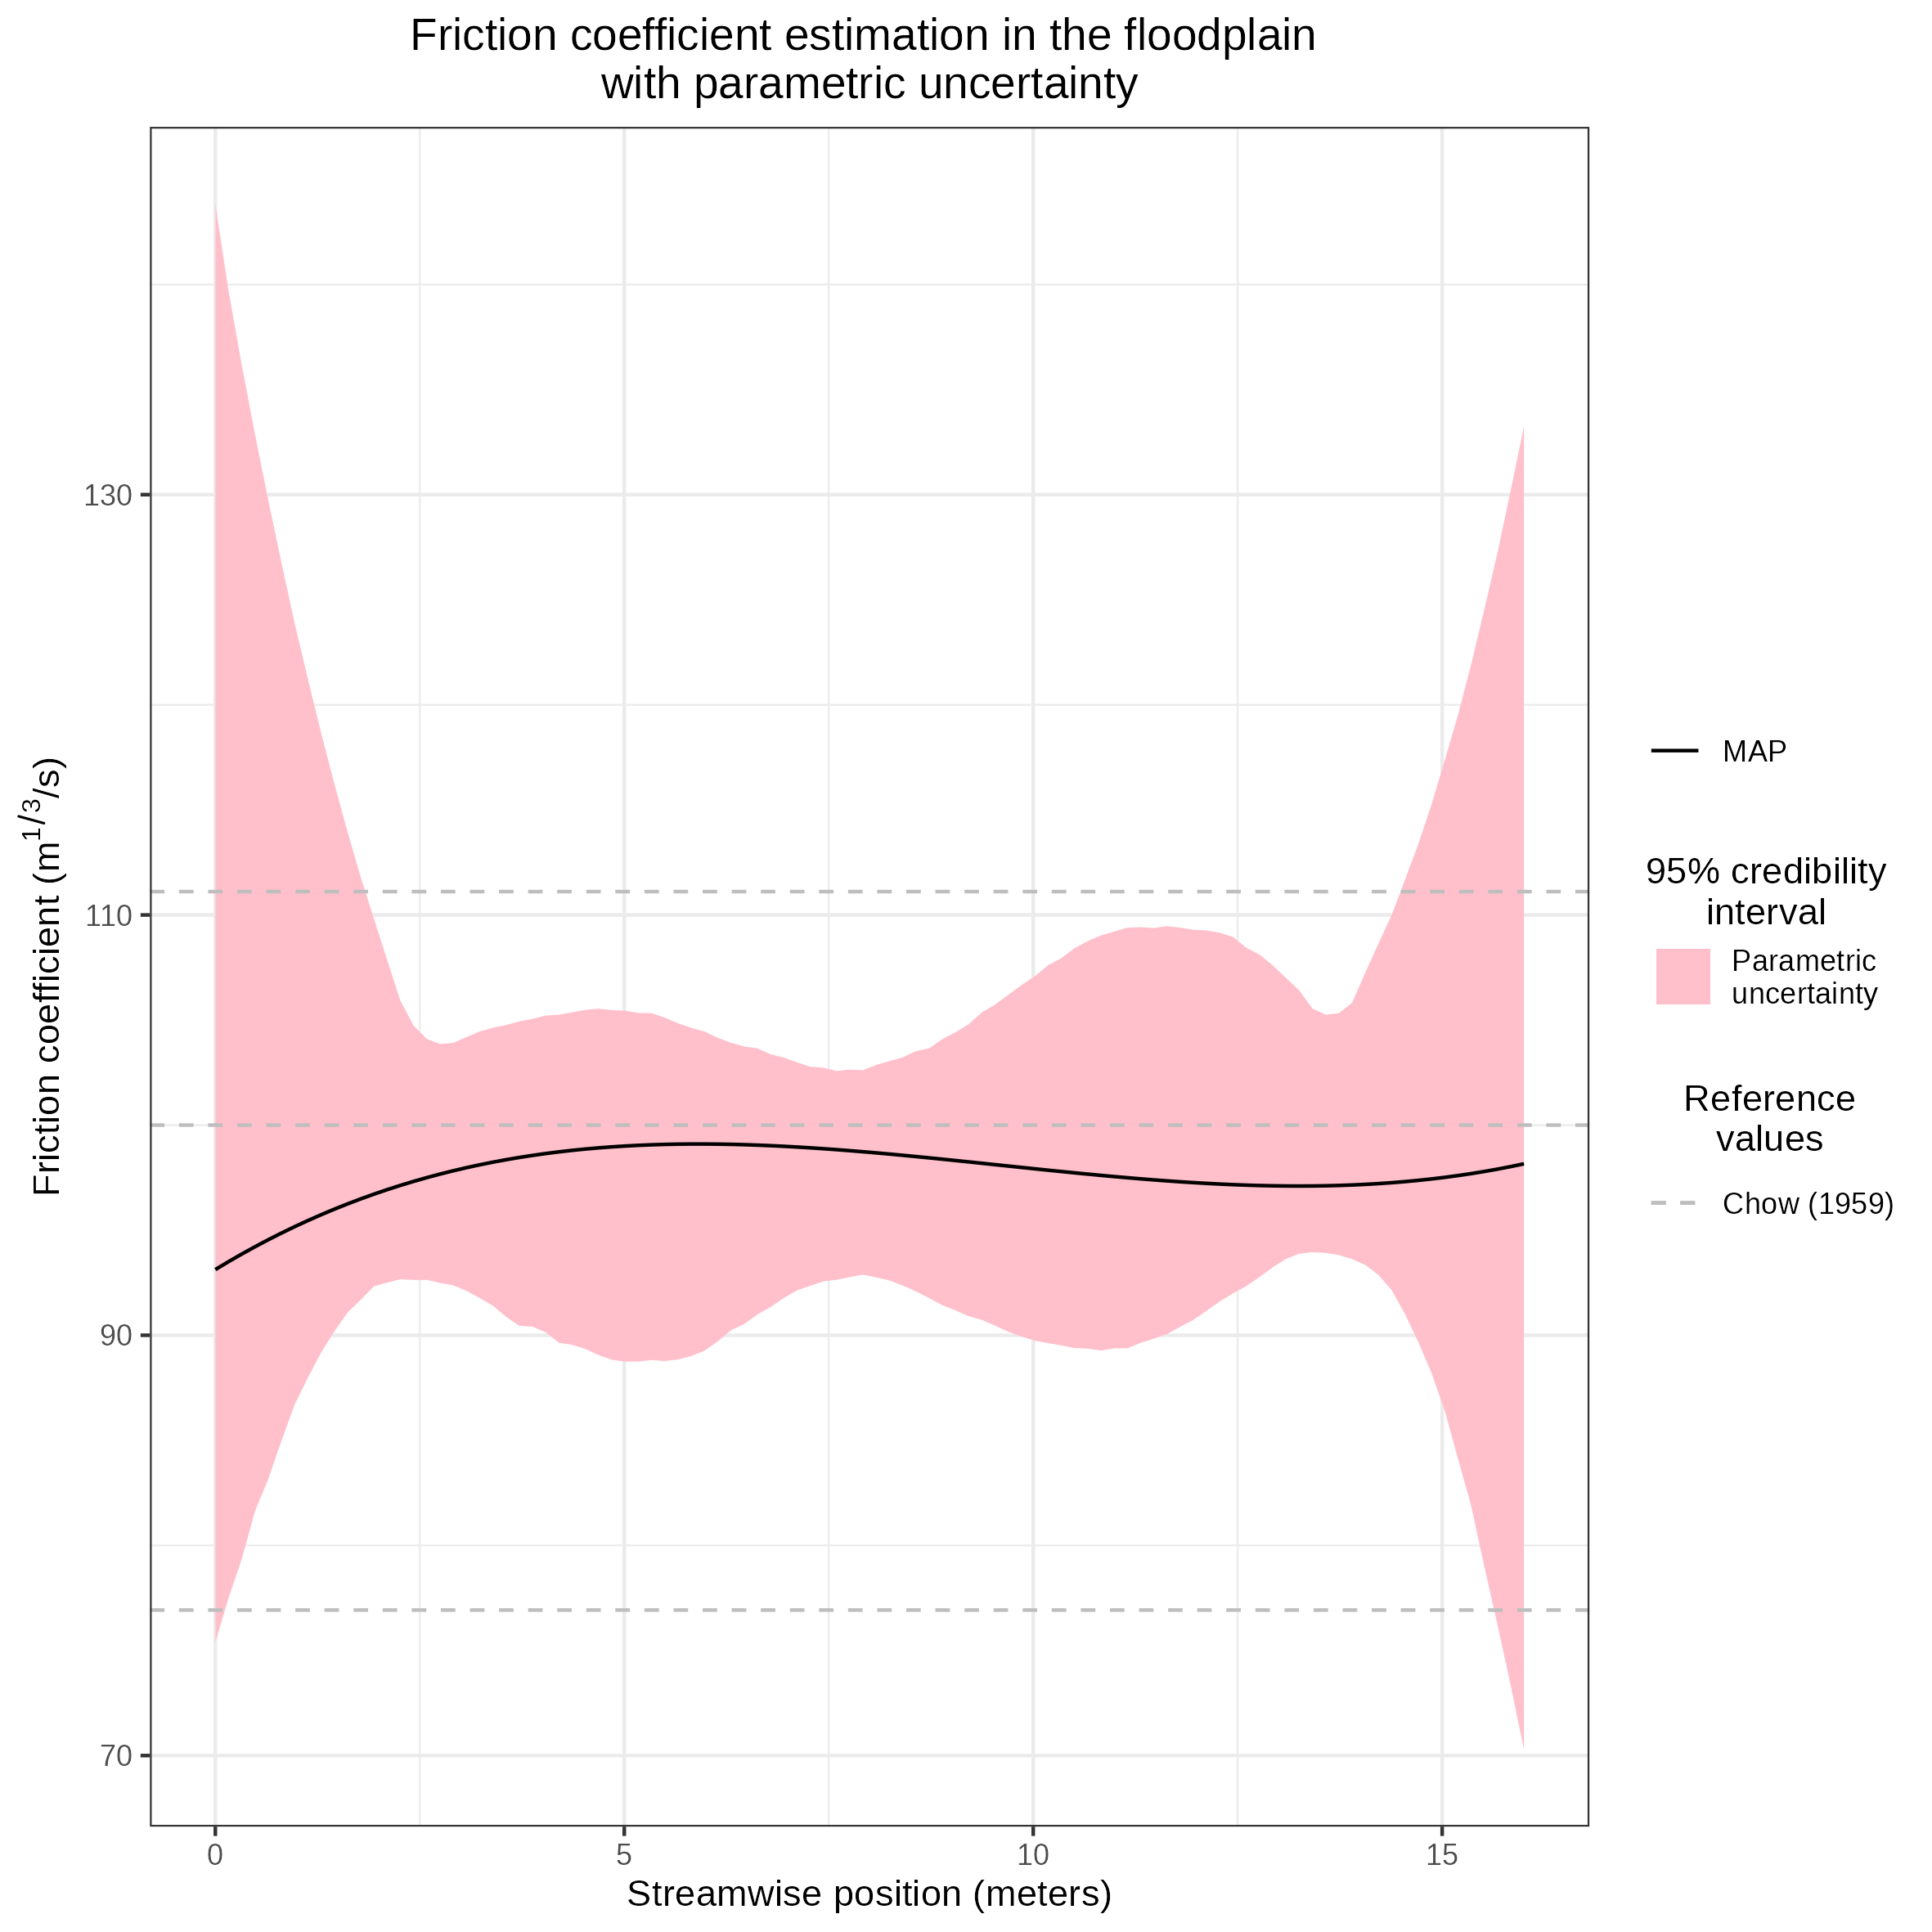 Friction coefficient estimation in the floodplain
with parametric uncertainty
Friction coefficient (m^1/3/s)
130
110
90
70
0
5
10
15
Streamwise position (meters)
MAP
95% credibility
interval
Parametric
uncertainty
Reference
values
Chow (1959)